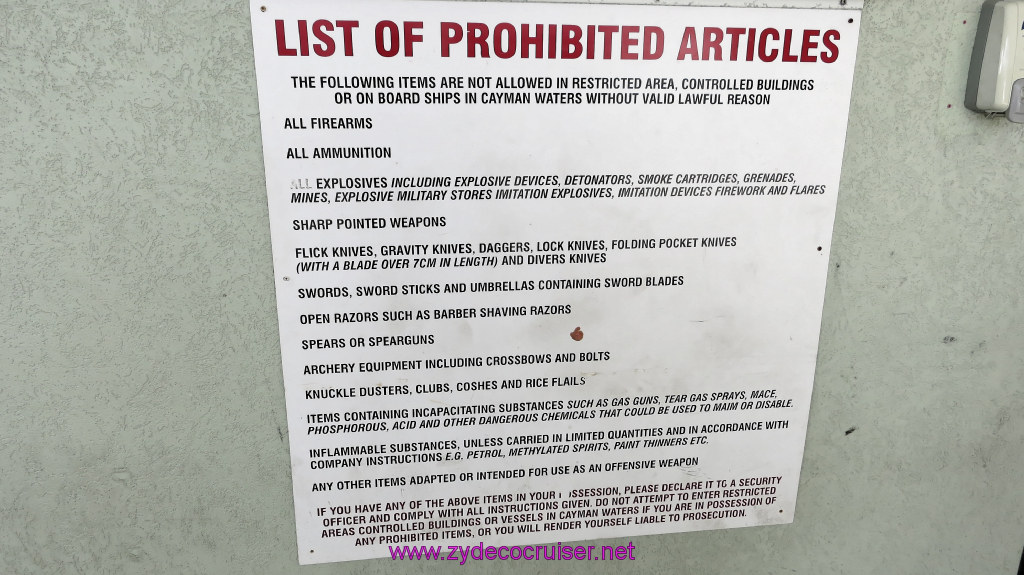 LIST OF PROHIBITED ARTICLES
THE FOLLOWING ITEMS ARE NOT ALLOWED IN RESTRICTED AREA, CONTROLLED BUILDINGS
OR ON BOARD SHIPS IN CAYMAN WATERS WITHOUT VALID LAWFUL REASON
ALL FIREARMS
ALL AMMUNITION
ALL EXPLOSIVES INCLUDING EXPLOSIVE DEVICES, DETONATORS, SMOKE CARTRIDGES, GRENADES,
MINES, EXPLOSIVE MILITARY STORES IMITATION EXPLOSIVES, IMITATION DEVICES FIREWORK AND FLARES
SHARP POINTED WEAPONS
FLICK KNIVES, GRAVITY KNIVES, DAGGERS, LOCK KNIVES, FOLDING POCKET KNIVES
(WITH A BLADE OVER 7CM IN LENGTH) AND DIVERS KNIVES
SWORDS, SWORD STICKS AND UMBRELLAS CONTAINING SWORD BLADES
OPEN RAZORS SUCH AS BARBER SHAVING RAZORS
SPEARS OR SPEARGUNS
ARCHERY EQUIPMENT INCLUDING CROSSBOWS AND BOLTS
KNUCKLE DUSTERS, CLUBS, COSHES AND RICE FLAILS
ITEMS CONTAINING INCAPACITATING SUBSTANCES SUCH AS GAS GUNS, TEAR GAS SPRAYS, MACE,
PHOSPHOROUS, ACID AND OTHER DANGEROUS CHEMICALS THAT COULD BE USED TO MAIM OR DISABLE.
INFLAMMABLE SUBSTANCES, UNLESS CARRIED IN LIMITED QUANTITIES AND IN ACCORDANCE WITH
COMPANY INSTRUCTIONS E.G. PETROL, METHYLATED SPIRITS, PAINT THINNERS ETC.
ANY OTHER ITEMS ADAPTED OR INTENDED FOR USE AS AN OFFENSIVE WEAPON
IF YOU HAVE ANY OF THE ABOVE ITEMS IN YOUR POSSESSION, PLEASE DECLARE IT TO A SECURITY
OFFICER AND COMPLY WITH ALL INSTRUCTIONS GIVEN. DO NOT ATTEMPT TO ENTER RESTRICTED
AREAS CONTROLLED BUILDINGS OR VESSELS IN CAYMAN WATERS IF YOU ARE IN POSSESSION OF
ANY PROHIBITED ITEMS, OR YOU WILL RENDER YOURSELF LIABLE TO PROSECUTION.
www.zydecocruiser.net